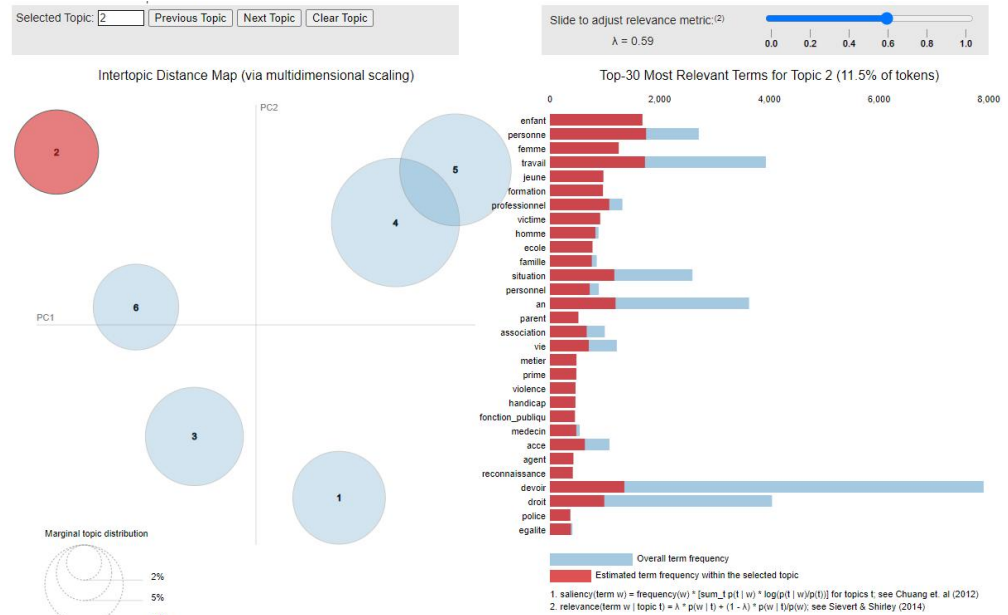 Selected Topic: 2 Previous Topic Next Topic Clear Topic
Slide to adjust relevance metric:(2)
λ = 0.59
0.0 0.2 0.4 0.6 0.8 1.0
Intertopic Distance Map (via multidimensional scaling)
PC2
PC1
2
5
4
6
3
1
Marginal topic distribution
2%
5%
Top-30 Most Relevant Terms for Topic 2 (11.5% of tokens)
0 2,000 4,000 6,000 8,000
enfant
personne
femme
travail
jeune
formation
professionnel
victime
homme
ecole
famille
situation
personnel
an
parent
association
vie
metier
prime
violence
handicap
fonction_publiqu
medecin
acce
agent
reconnaissance
devoir
droit
police
egalite
Overall term frequency
Estimated term frequency within the selected topic
1. saliency(term w) = frequency(w) * [sum_t p(t | w) * log(p(t | w)/p(t))] for topics t; see Chuang et. al (2012)
2. relevance(term w | topic t) = λ * p(w | t) + (1 - λ) * p(w | t)/p(w); see Sievert & Shirley (2014)